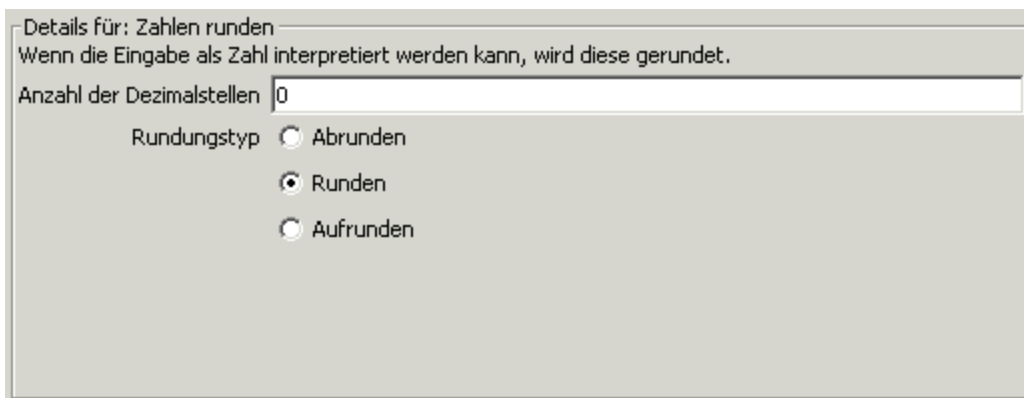 Details für: Zahlen runden
Wenn die Eingabe als Zahl interpretiert werden kann, wird diese gerundet.
Anzahl der Dezimalstellen 0
Rundungstyp Abrunden
Runden
Aufrunden